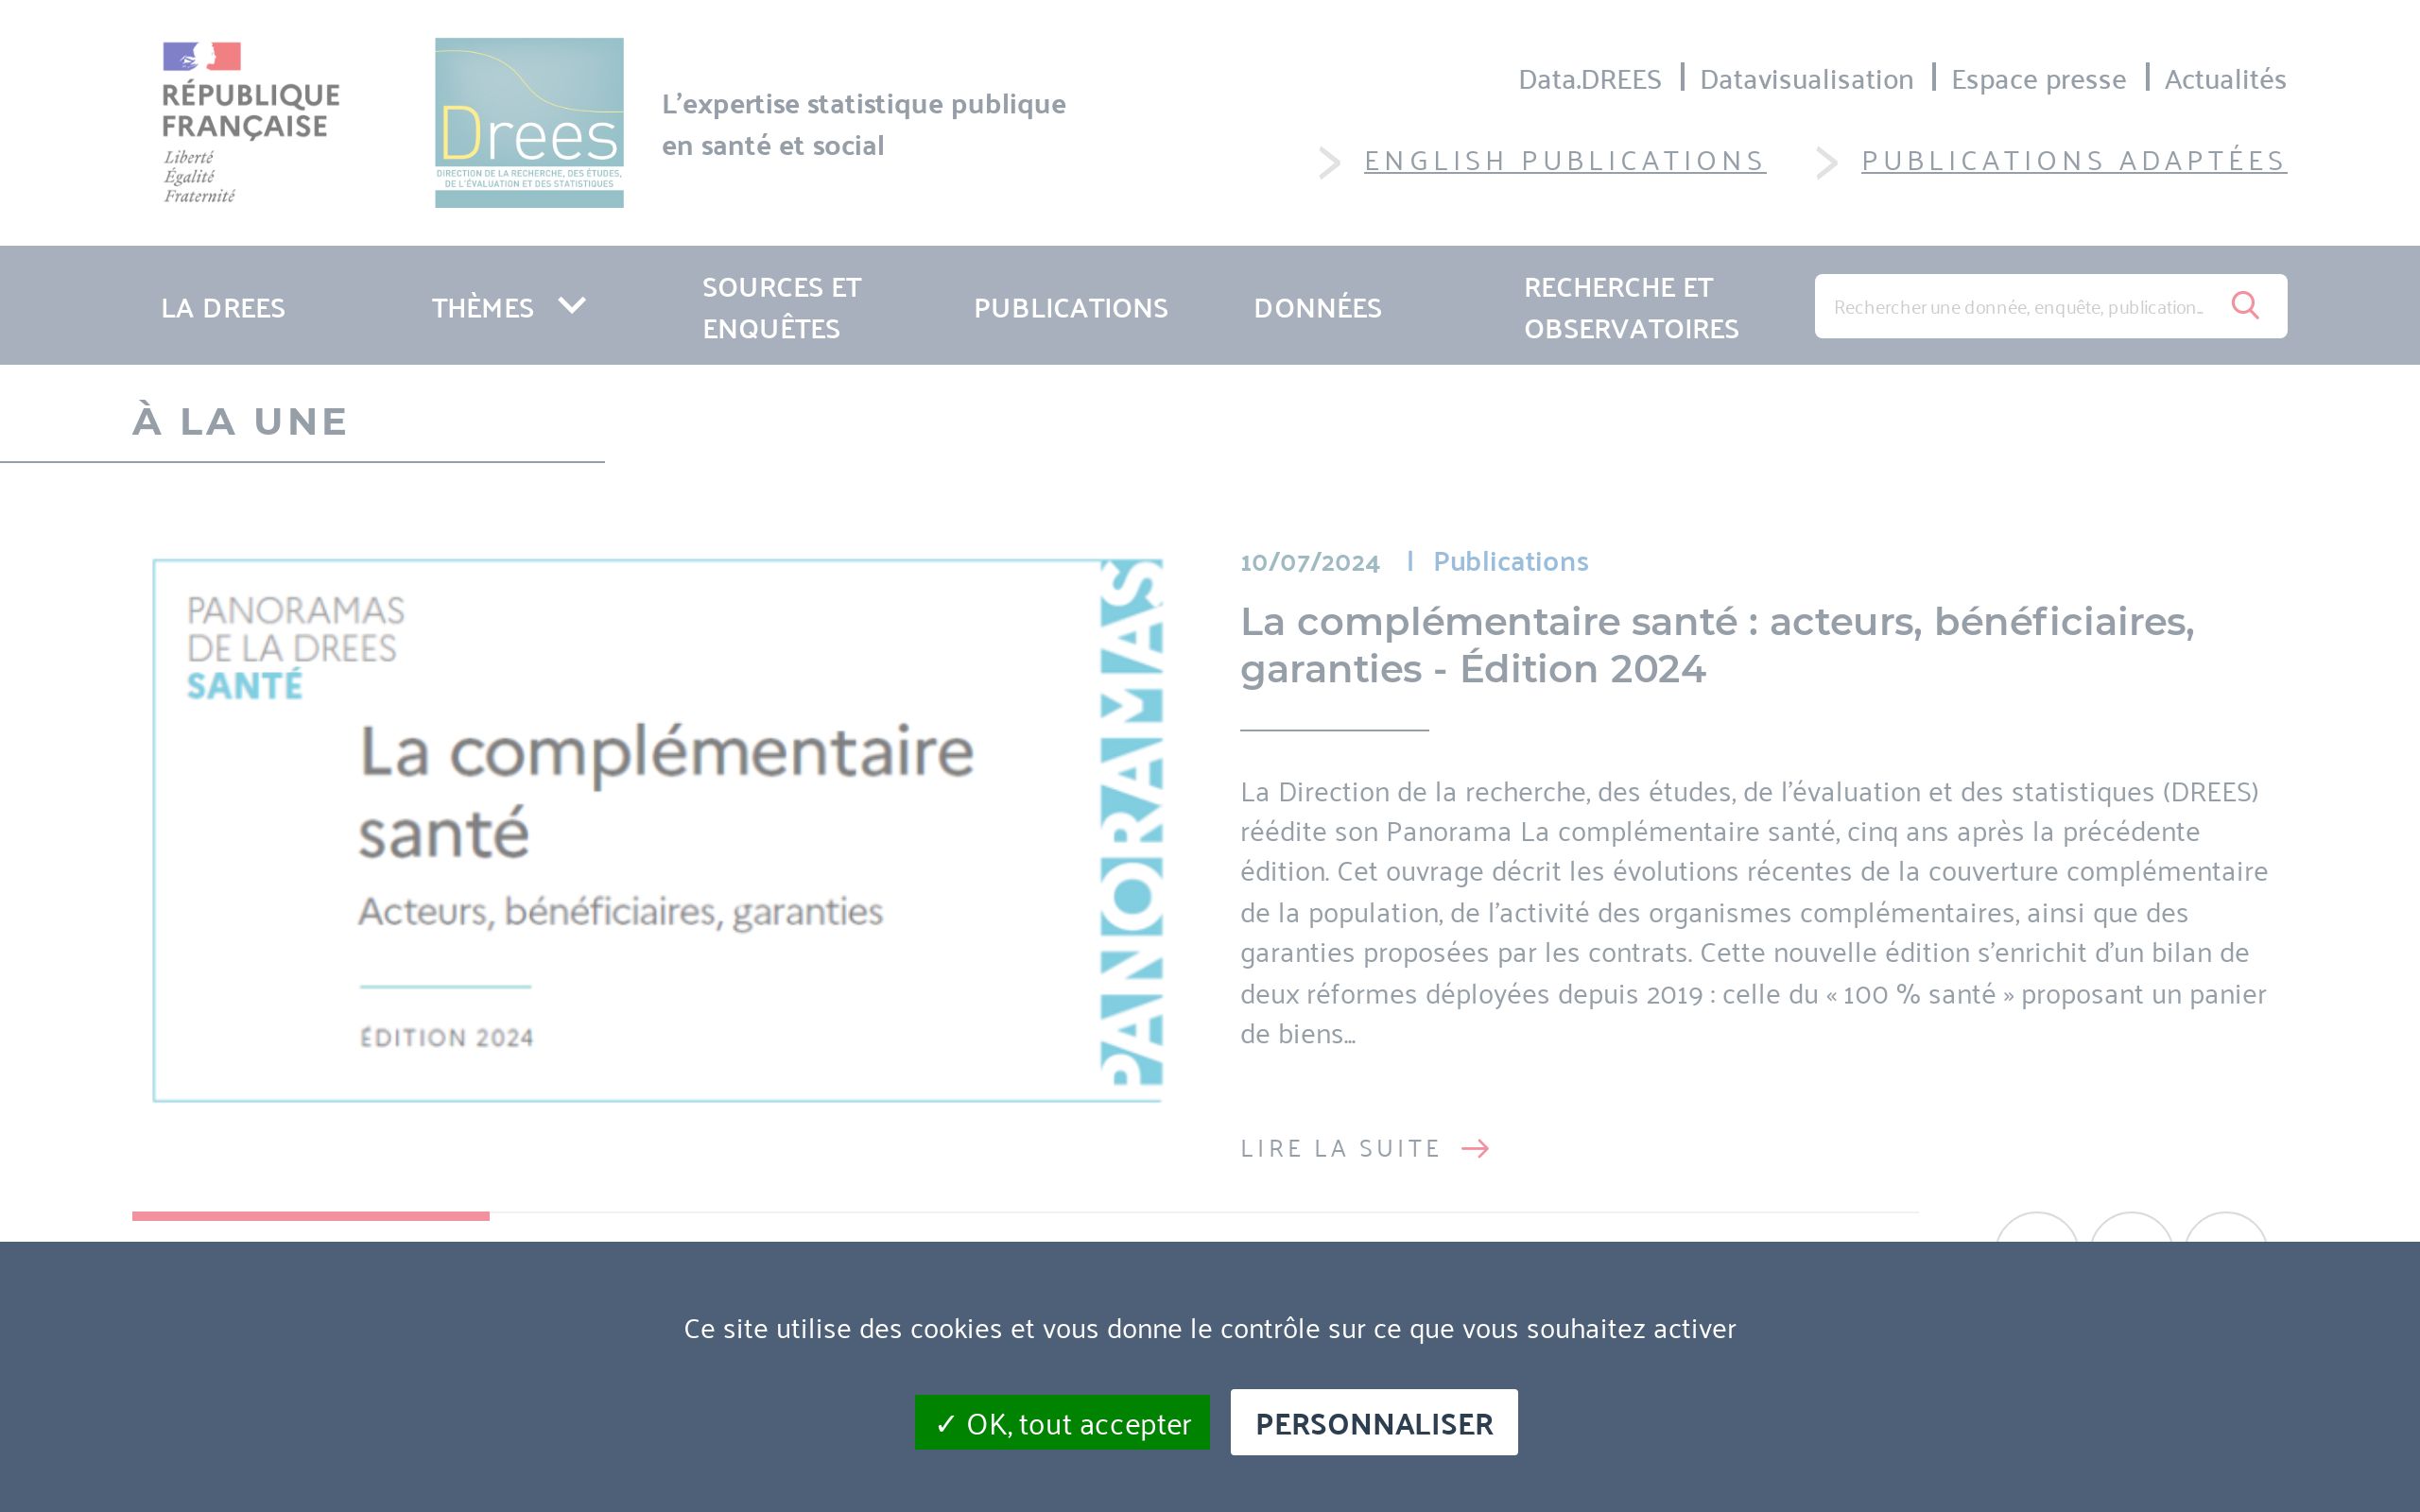 RÉPUBLIQUE
FRANÇAISE
Liberté
Égalité
Fraternité
Drees
DIRECTION DE LA RECHERCHE, DES ÉTUDES,
DE L'ÉVALUATION ET DES STATISTIQUES
L'expertise statistique publique
en santé et social
Data.DREES
Datavisualisation
Espace presse
Actualités
ENGLISH PUBLICATIONS
PUBLICATIONS ADAPTÉES
LA DREES
THÈMES
SOURCES ET
ENQUÊTES
PUBLICATIONS
DONNÉES
RECHERCHE ET
OBSERVATOIRES
Rechercher une donnée, enquête, publication...
À LA UNE
PANORAMAS
DE LA DREES
SANTÉ
La complémentaire
santé
Acteurs, bénéficiaires, garanties
ÉDITION 2024
PANORAMAS
10/07/2024 | Publications
La complémentaire santé : acteurs, bénéficiaires,
garanties - Édition 2024
La Direction de la recherche, des études, de l'évaluation et des statistiques (DREES)
réédite son Panorama La complémentaire santé, cinq ans après la précédente
édition. Cet ouvrage décrit les évolutions récentes de la couverture complémentaire
de la population, de l'activité des organismes complémentaires, ainsi que des
garanties proposées par les contrats. Cette nouvelle édition s'enrichit d'un bilan de
deux réformes déployées depuis 2019 : celle du « 100 % santé » proposant un panier
de biens...
LIRE LA SUITE
Ce site utilise des cookies et vous donne le contrôle sur ce que vous souhaitez activer
✓ OK, tout accepter
PERSONNALISER